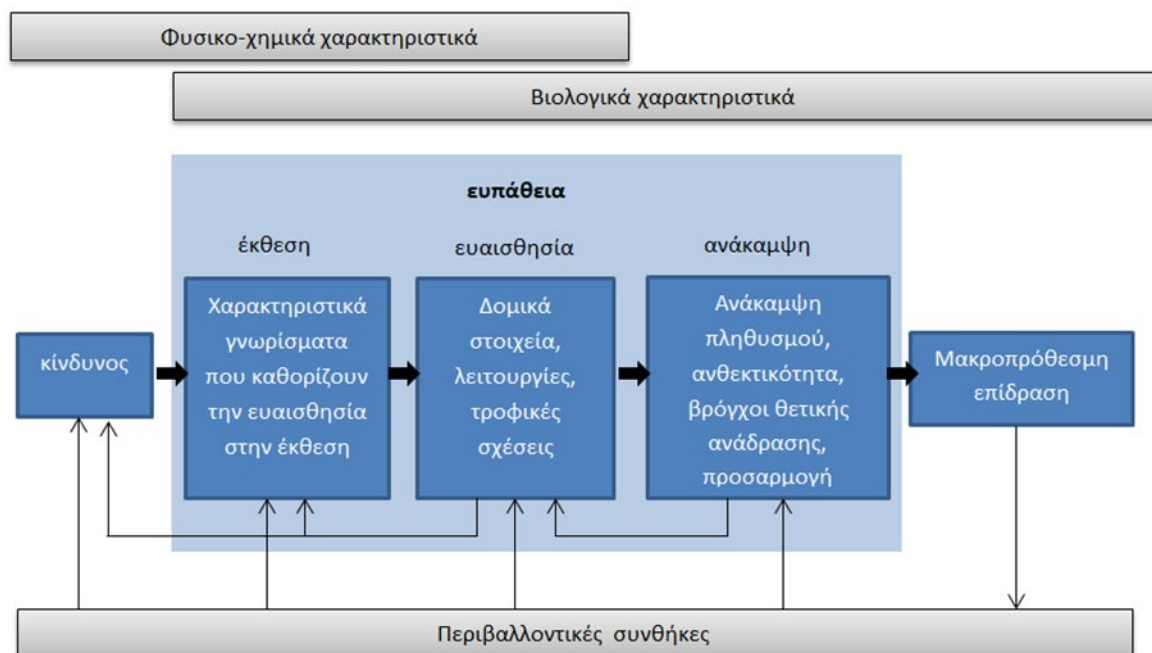 Φυσικο-χημικά χαρακτηριστικά
Βιολογικά χαρακτηριστικά
ευπάθεια
έκθεση
ευαισθησία
ανάκαμψη
κίνδυνος
Χαρακτηριστικά
γνωρίσματα
που καθορίζουν
την ευαισθησία
στην έκθεση
Δομικά
στοιχεία,
λειτουργίες,
τροφικές
σχέσεις
Ανάκαμψη
πληθυσμού,
ανθεκτικότητα,
βρόγχοι θετικής
ανάδρασης,
προσαρμογή
Μακροπρόθεσμη
επίδραση
Περιβαλλοντικές συνθήκες